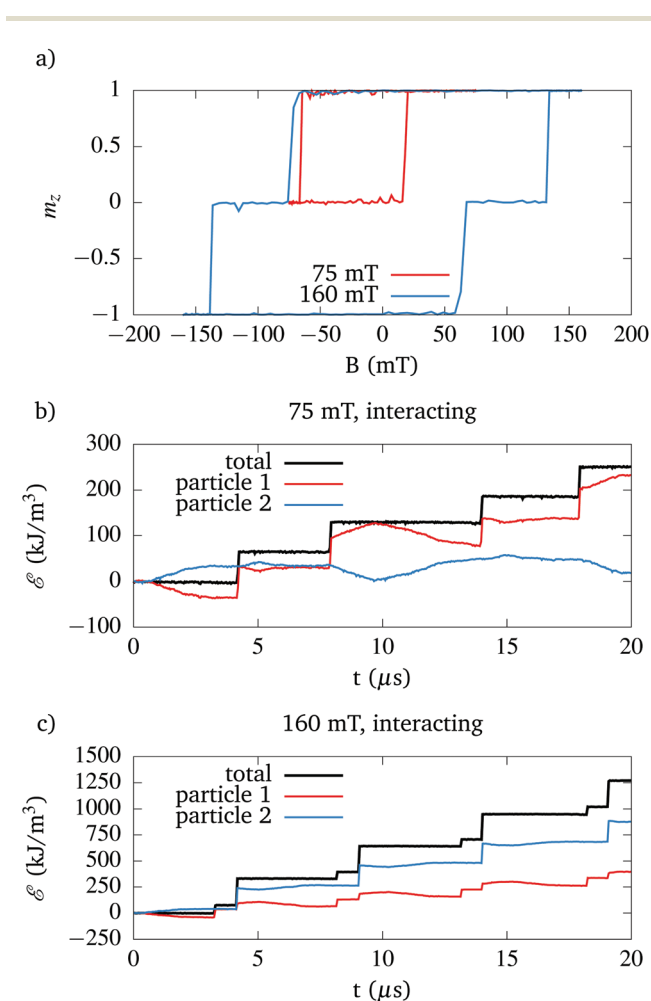 a)
1
0.5
0
−0.5
−1
m_z
75 mT
160 mT
−200 −150 −100 −50 0 50 100 150 200
B (mT)
b) 75 mT, interacting
300
200
100
0
−100
ℰ (kJ/m³)
total
particle 1
particle 2
0 5 10 15 20
t (μs)
c) 160 mT, interacting
1500
1250
1000
750
500
250
0
−250
ℰ (kJ/m³)
total
particle 1
particle 2
0 5 10 15 20
t (μs)